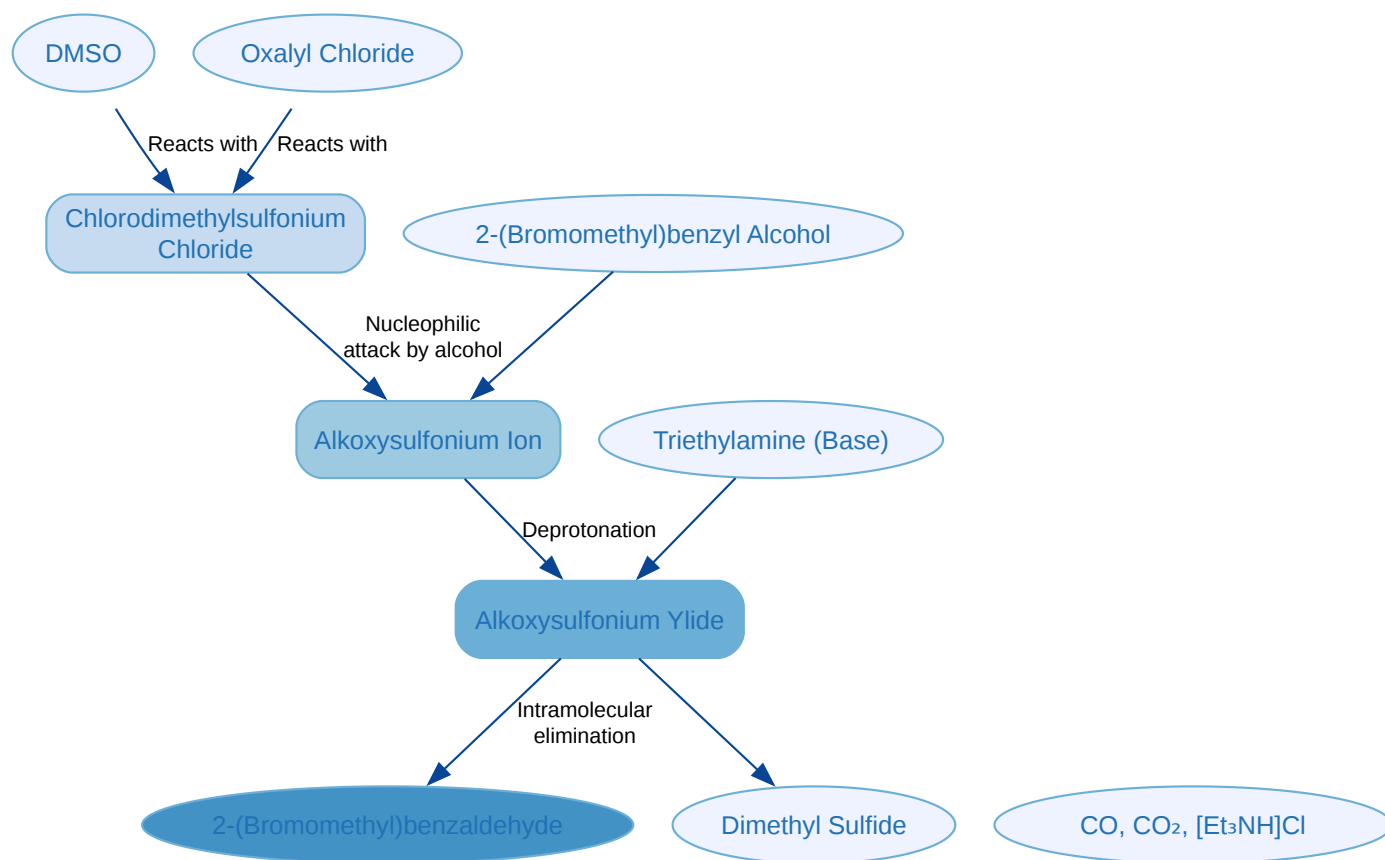 DMSO
Oxalyl Chloride
Reacts with
Reacts with
Chlorodimethylsulfonium
Chloride
2-(Bromomethyl)benzyl Alcohol
Nucleophilic
attack by alcohol
Alkoxysulfonium Ion
Triethylamine (Base)
Deprotonation
Alkoxysulfonium Ylide
Intramolecular
elimination
2-(Bromomethyl)benzaldehyde
Dimethyl Sulfide
CO, CO₂, [Et₃NH]Cl